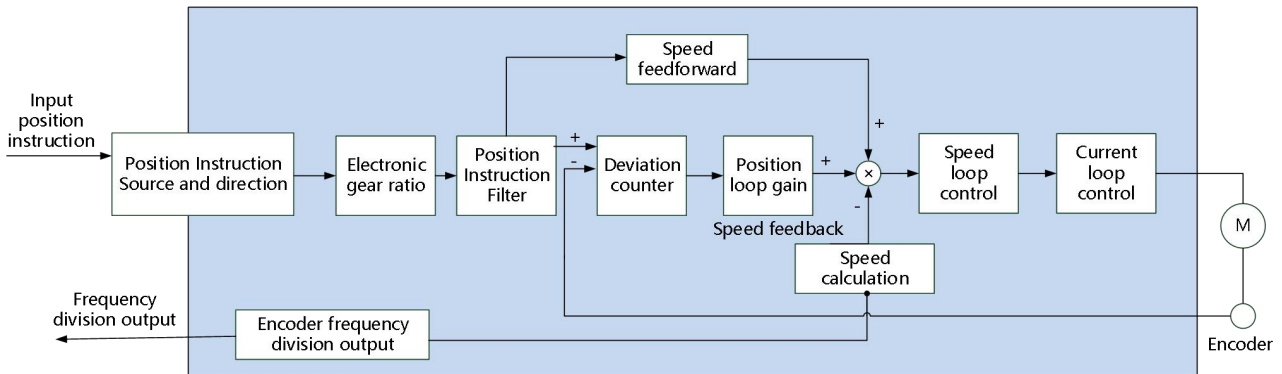 Speed
feedforward
Input
position
instruction
+
Position Instruction
Source and direction
Electronic
gear ratio
Position
Instruction
Filter
+
-
Deviation
counter
Position
loop gain
+
×
Speed
loop
control
Current
loop
control
-
Speed feedback
M
Speed
calculation
Frequency
division output
Encoder frequency
division output
Encoder